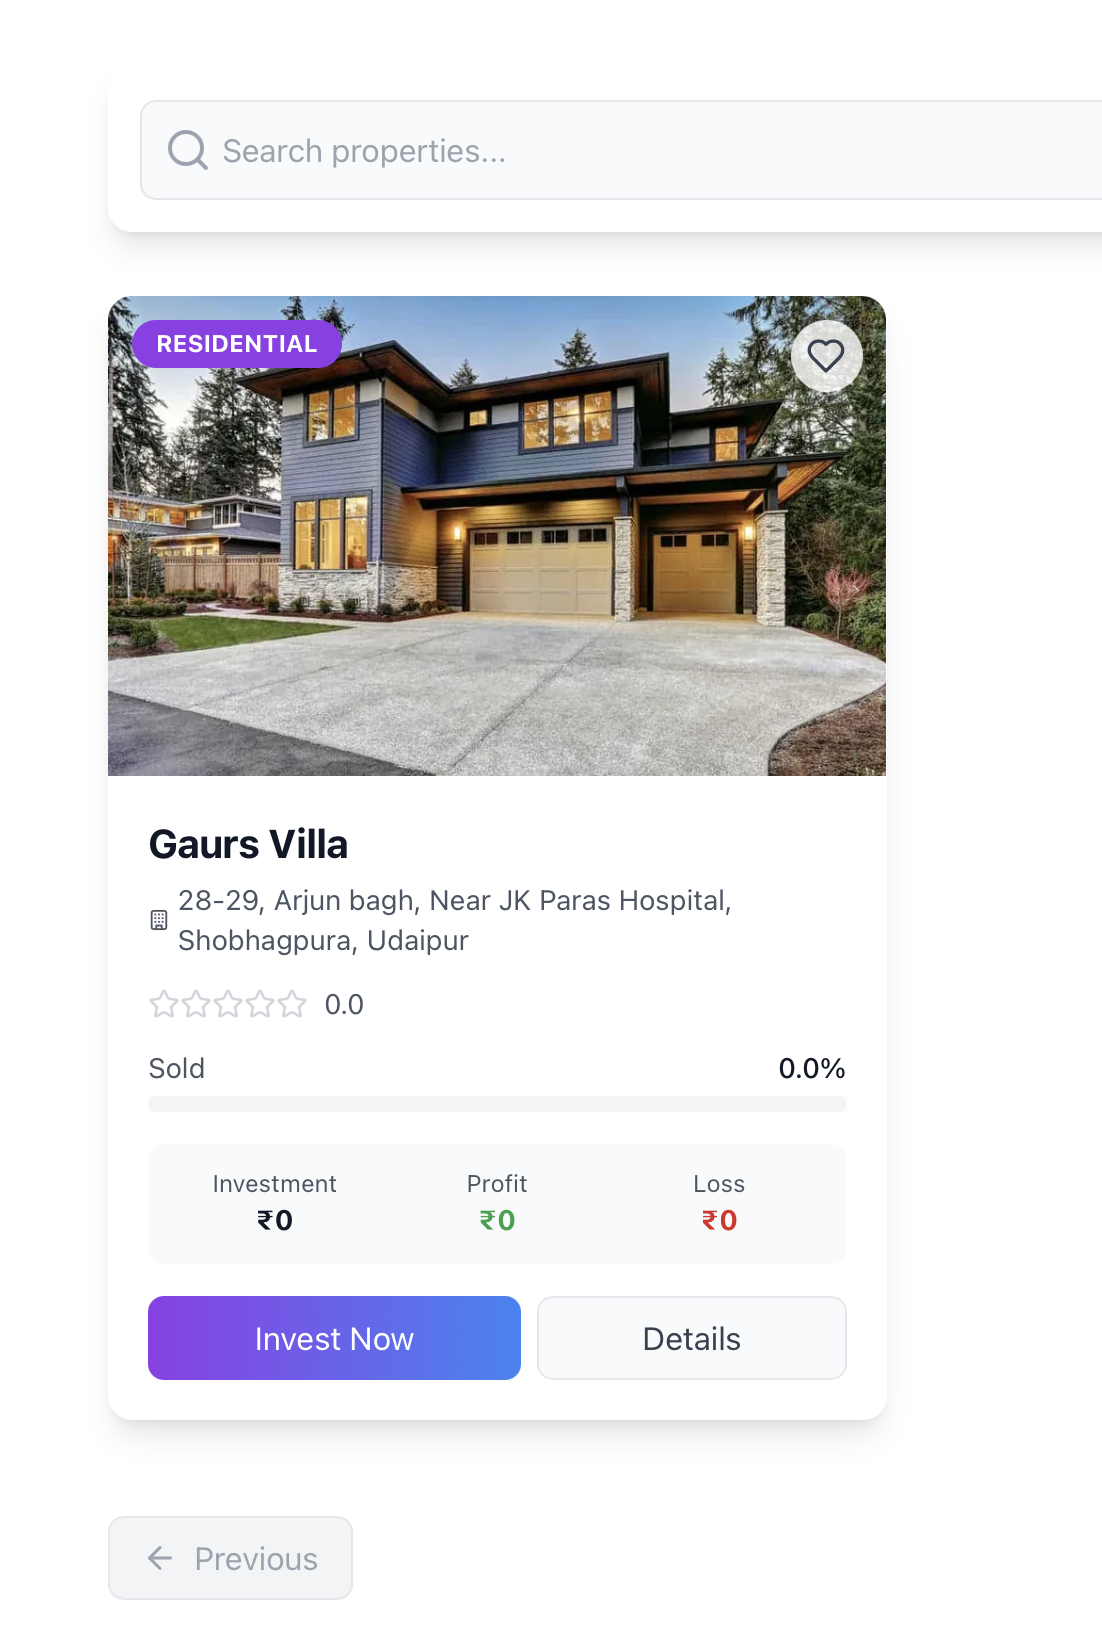 Search properties...
RESIDENTIAL
Gaurs Villa
28-29, Arjun bagh, Near JK Paras Hospital,
Shobhagpura, Udaipur
0.0
Sold 0.0%
Investment Profit Loss
₹0 ₹0 ₹0
Invest Now Details
Previous